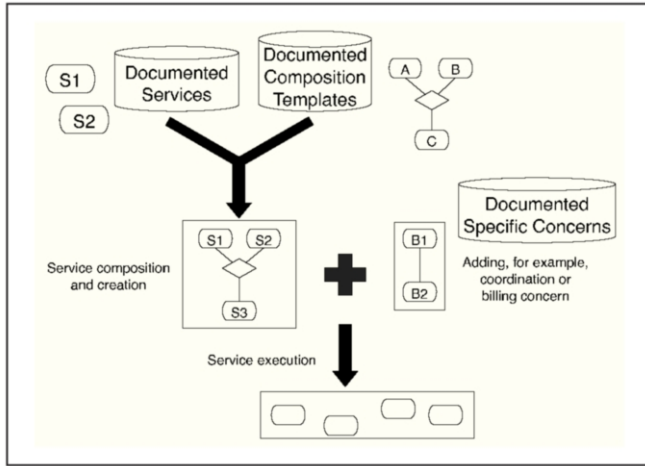 S1
S2
Documented
Services
Documented
Composition
Templates
A
B
C
Documented
Specific Concerns
S1
S2
S3
Service composition
and creation
B1
B2
Adding, for example,
coordination or
billing concern
Service execution